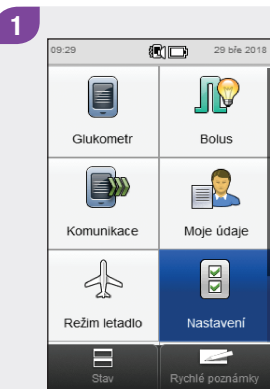 1
09:29 29 bře 2018
Glukometr Bolus
Komunikace Moje údaje
Režim letadlo Nastavení
Stav Rychlé poznámky